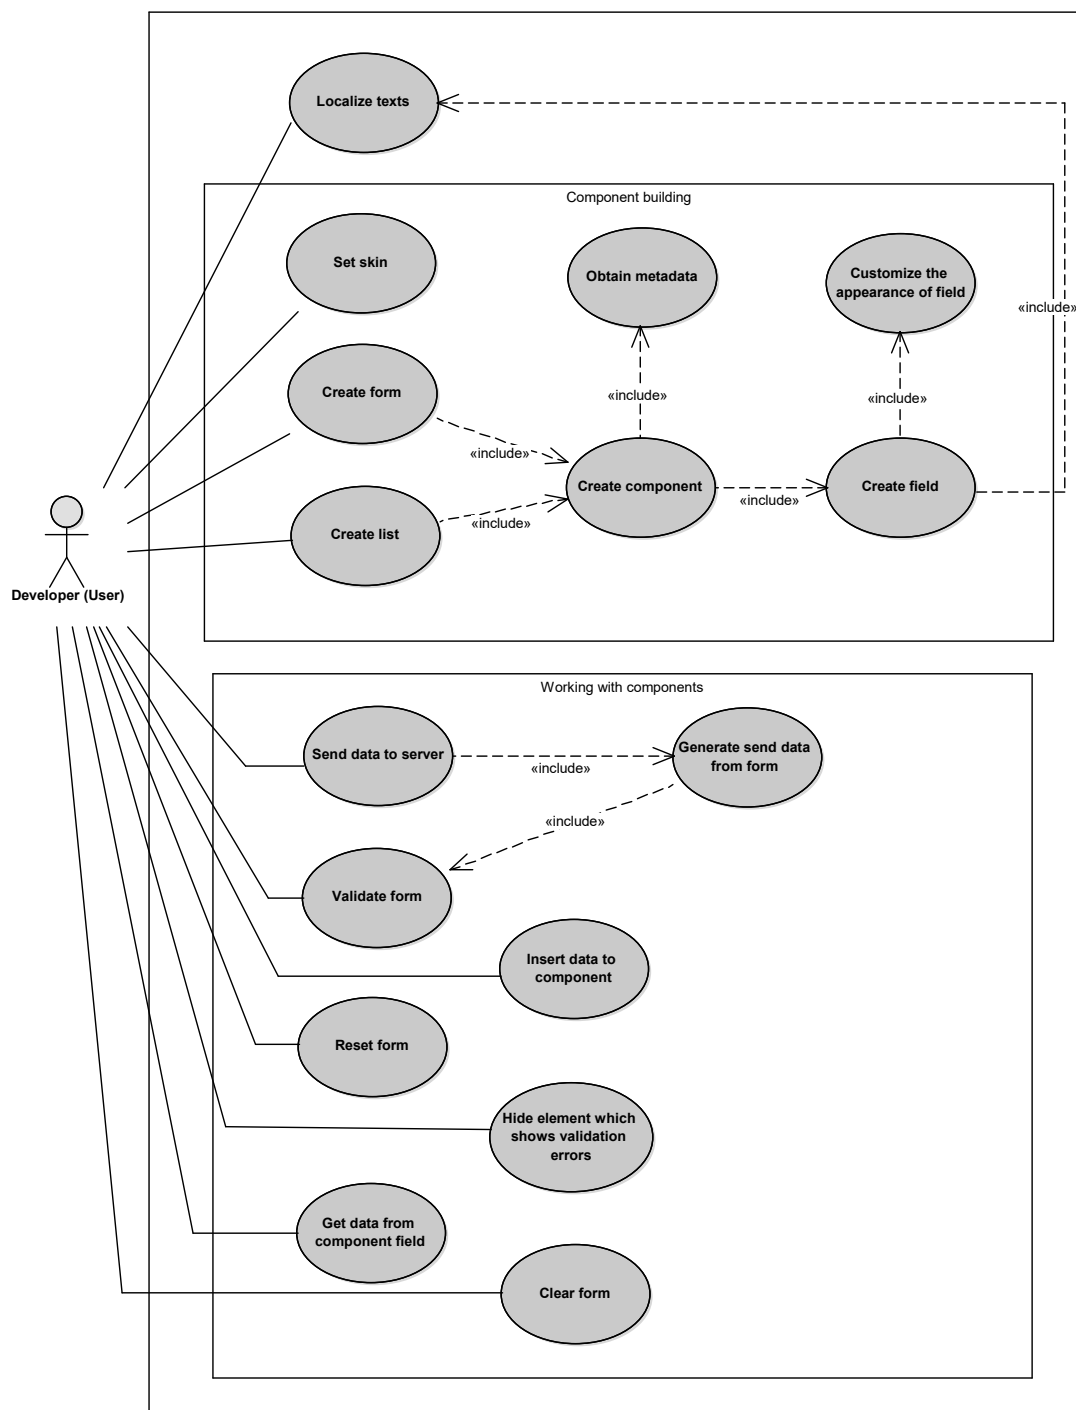 Localize texts
Component building
Set skin
Obtain metadata
Customize the
appearance of field
«include»
Create form
«include»
«include»
«include»
Create component
«include»
Create field
Create list
«include»
Developer (User)
Working with components
Send data to server
«include»
Generate send data
from form
«include»
Validate form
Insert data to
component
Reset form
Hide element which
shows validation
errors
Get data from
component field
Clear form